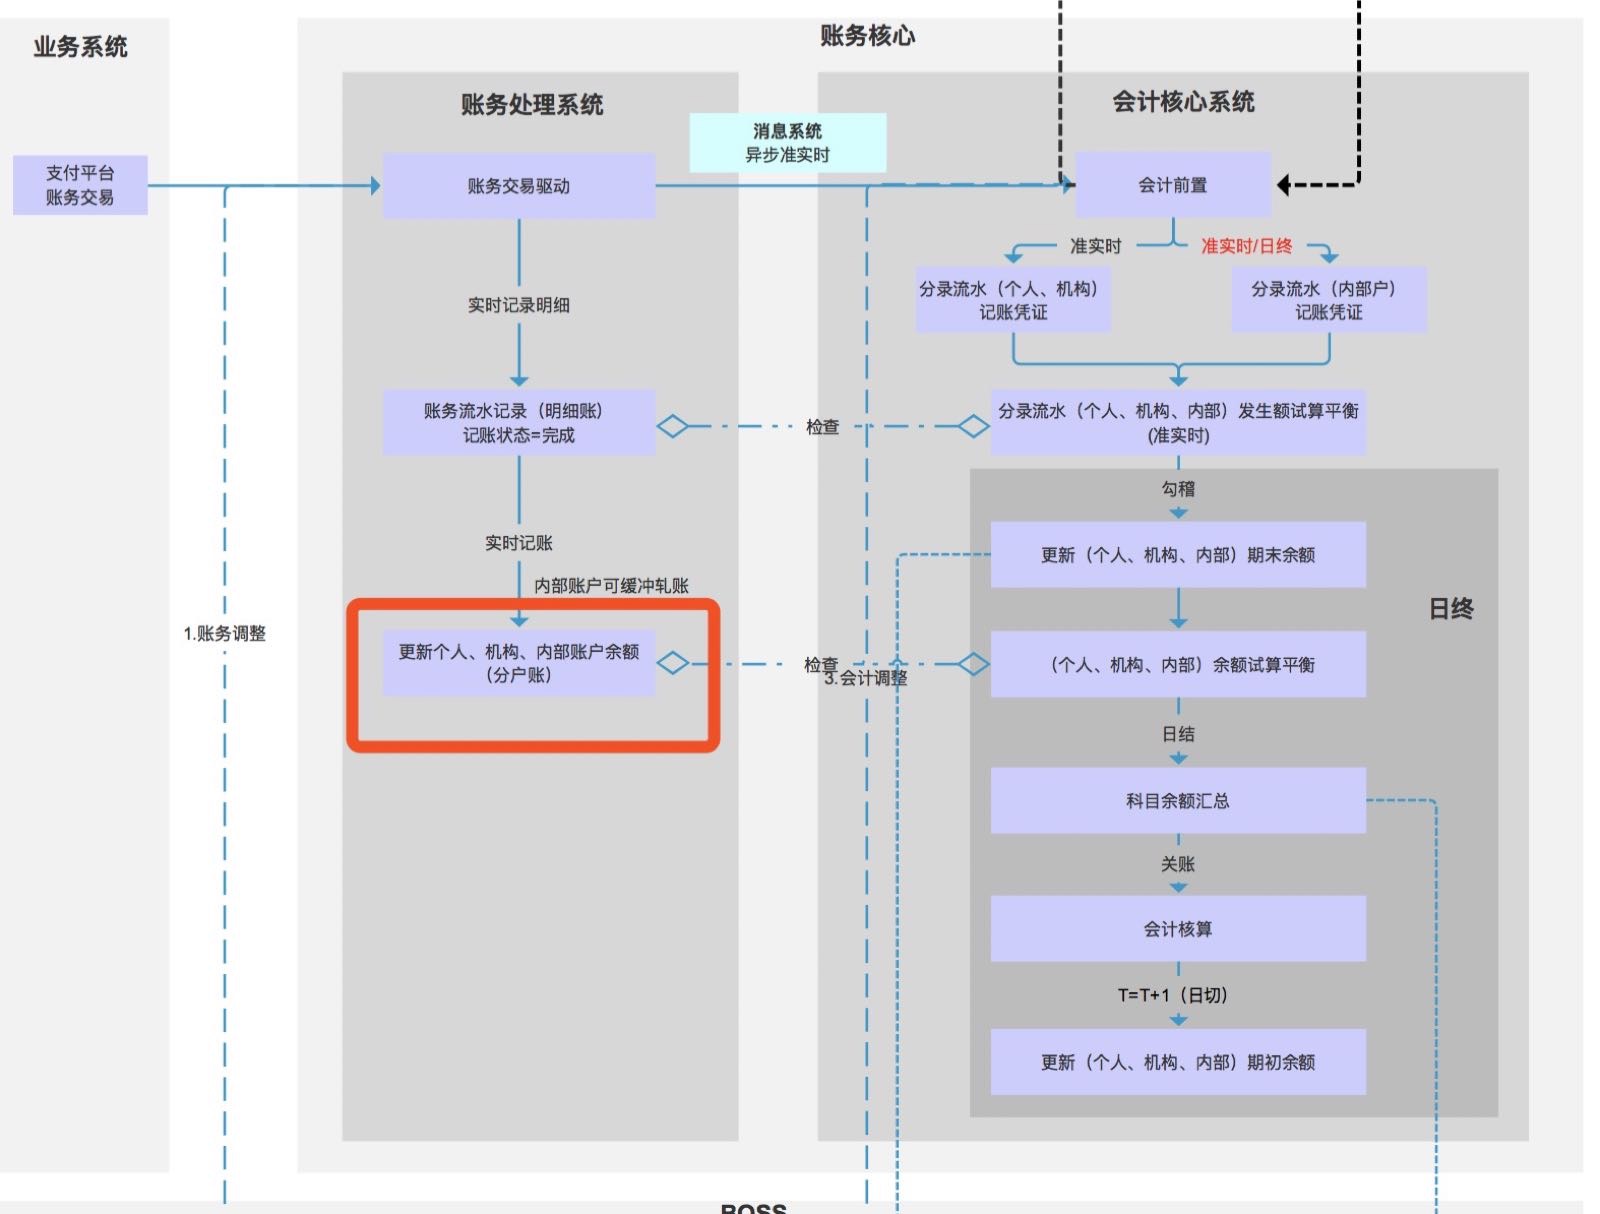 业务系统
账务核心
账务处理系统
会计核心系统
消息系统
异步准实时
支付平台
账务交易
账务交易驱动
会计前置
准实时
准实时/日终
实时记录明细
分录流水（个人、机构）
记账凭证
分录流水（内部户）
记账凭证
账务流水记录（明细账）
记账状态=完成
检查
分录流水（个人、机构、内部）发生额试算平衡
(准实时)
勾稽
实时记账
内部账户可缓冲轧账
更新（个人、机构、内部）期末余额
日终
1.账务调整
更新个人、机构、内部账户余额
（分户账）
检查
3.会计调整
（个人、机构、内部）余额试算平衡
日结
科目余额汇总
关账
会计核算
T=T+1（日切）
更新（个人、机构、内部）期初余额
BOSS